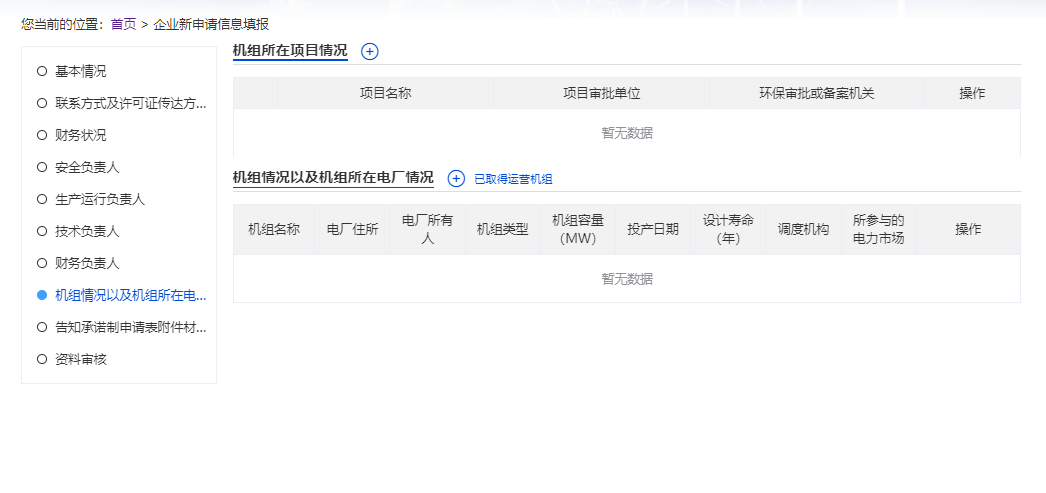 您当前的位置：首页 > 企业新申请信息填报
基本情况
联系方式及许可证传达方...
财务状况
安全负责人
生产运行负责人
技术负责人
财务负责人
机组情况以及机组所在电...
告知承诺制申请表附件材...
资料审核
机组所在项目情况
项目名称 项目审批单位 环保审批或备案机关 操作
暂无数据
机组情况以及机组所在电厂情况 已取得运营机组
机组名称 电厂住所 电厂所有人 机组类型 机组容量（MW） 投产日期 设计寿命（年） 调度机构 所参与的电力市场 操作
暂无数据